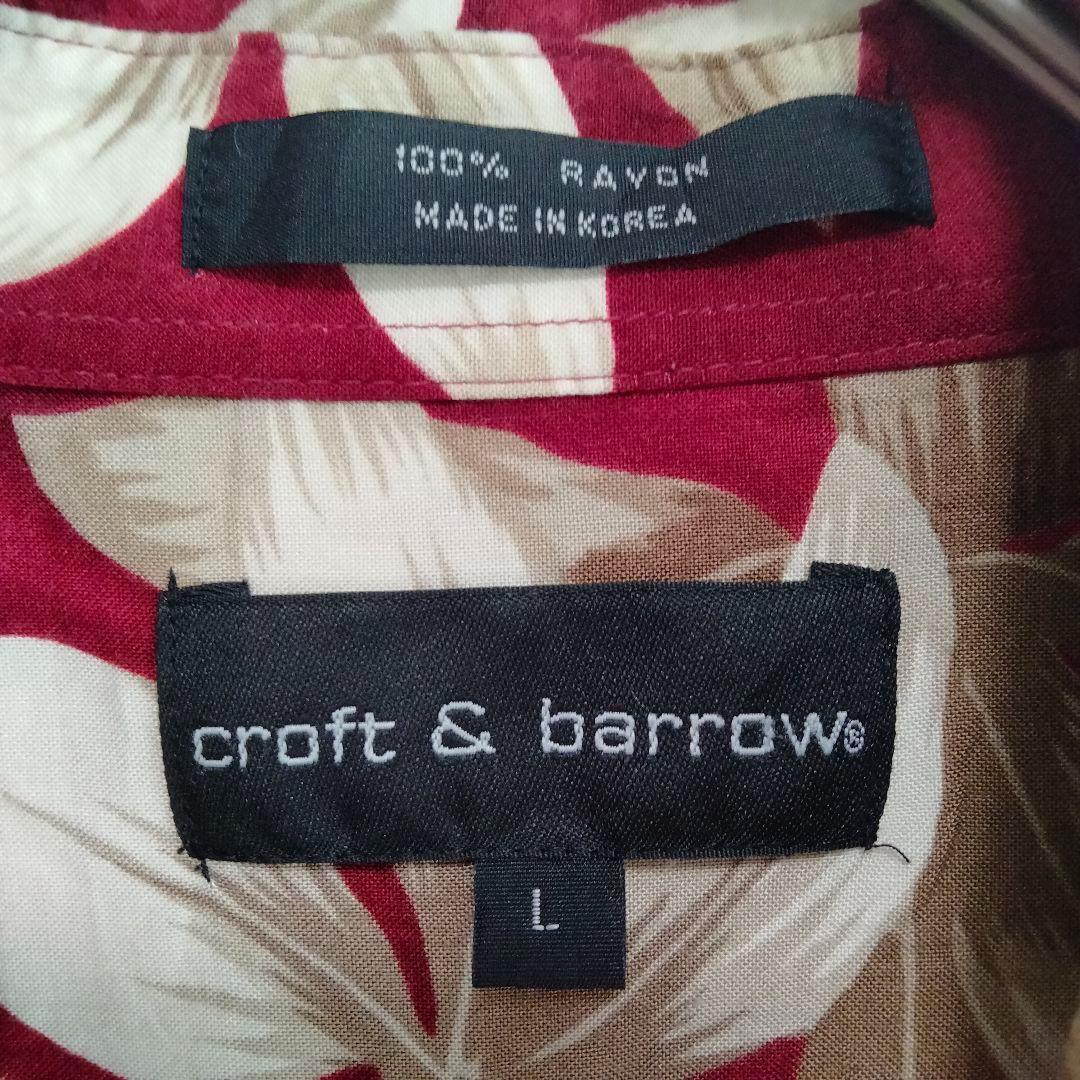 100% RAYON
MADE IN KOREA
croft & barrow®
L